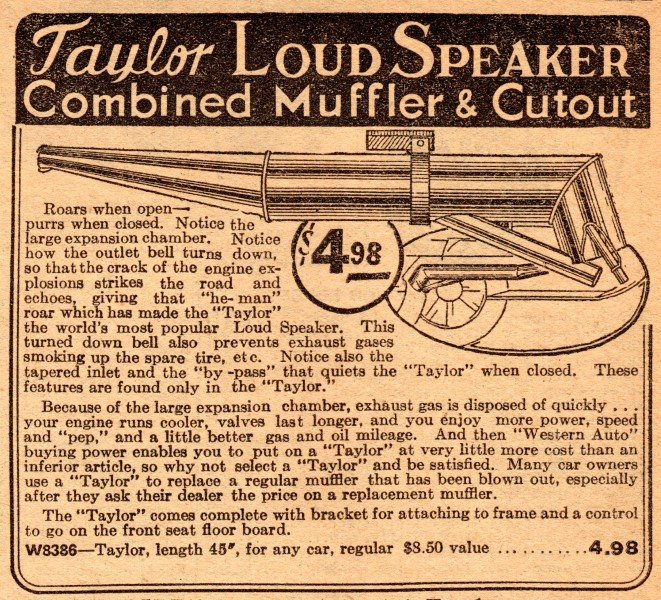 Taylor LOUD SPEAKER
Combined Muffler & Cutout
Roars when open—
purrs when closed. Notice the
large expansion chamber. Notice
how the outlet bell turns down,
so that the crack of the engine ex-
plosions strikes the road and
echoes, giving that "he-man"
roar which has made the "Taylor"
the world's most popular Loud Speaker. This
turned down bell also prevents exhaust gases
smoking up the spare tire, etc. Notice also the
tapered inlet and the "by-pass" that quiets the "Taylor" when closed. These
features are found only in the "Taylor."
$4.98
Because of the large expansion chamber, exhaust gas is disposed of quickly . . .
your engine runs cooler, valves last longer, and you enjoy more power, speed
and "pep," and a little better gas and oil mileage. And then "Western Auto"
buying power enables you to put on a "Taylor" at very little more cost than an
inferior article, so why not select a "Taylor" and be satisfied. Many car owners
use a "Taylor" to replace a regular muffler that has been blown out, especially
after they ask their dealer the price on a replacement muffler.
The "Taylor" comes complete with bracket for attaching to frame and a control
to go on the front seat floor board.
W8386—Taylor, length 45", for any car, regular $8.50 value ..........4.98